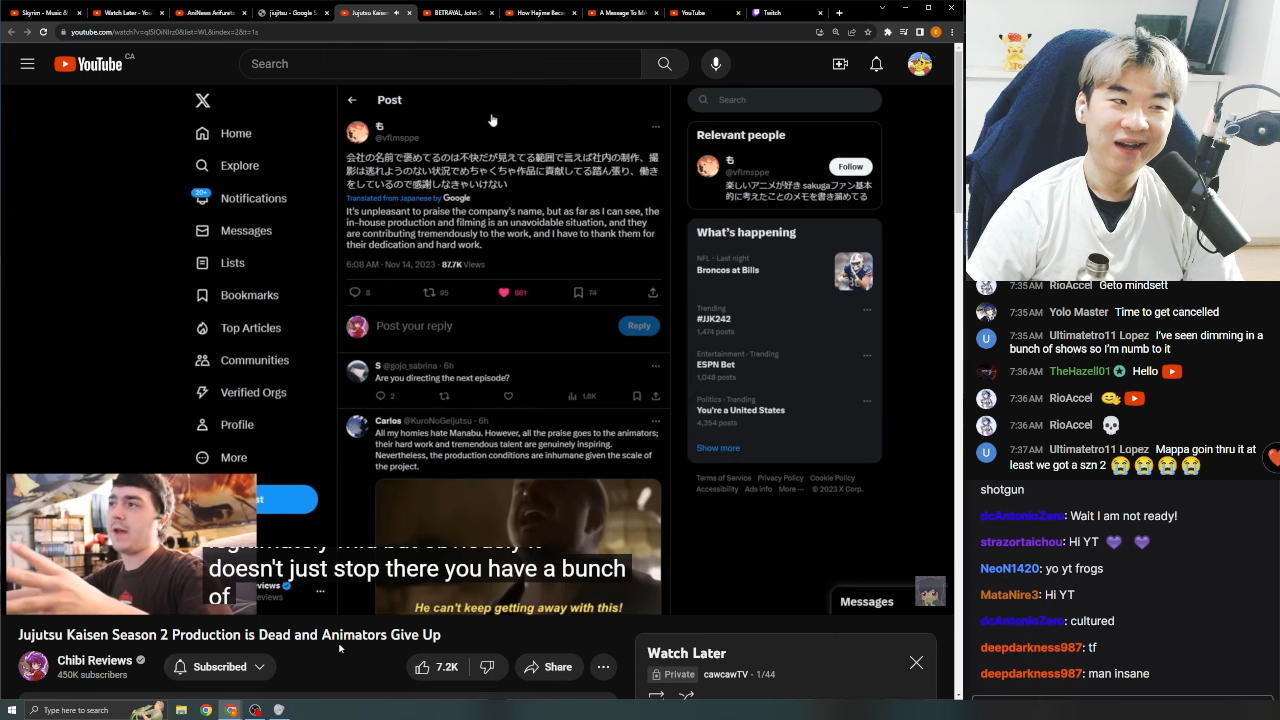 Skyrim - Music &
Watch Later - You
AniNews Arifuret
jiujitsu - Google S
Jujutsu Kaisen
BETRAYAL, John S
How Hajime Beca
A Message To M
YouTube
Twitch
youtube.com/watch?v=qI5IOiNIrz0&list=WL&index=2&t=1s
YouTube CA
Search
Post
Search
Home
Explore
20+
Notifications
Messages
Lists
Bookmarks
Top Articles
Communities
Verified Orgs
Profile
More
も
@vflmsppe
会社の名前で褒めてるのは不快だが見えてる範囲で言えば社内の制作、撮
影は逃れようのない状況でめちゃくちゃ作品に貢献してる踏ん張り、働き
をしているので感謝しなきゃいけない
Translated from Japanese by Google
It's unpleasant to praise the company's name, but as far as I can see, the
in-house production and filming is an unavoidable situation, and they
are contributing tremendously to the work, and I have to thank them for
their dedication and hard work.
6:08 AM · Nov 14, 2023 · 87.7K Views
8
95
861
74
Post your reply
Reply
S @gojo_sabrina · 6h
Are you directing the next episode?
2
1.8K
Carlos @KuroNoGeljutsu · 6h
All my homies hate Manabu. However, all the praise goes to the animators;
their hard work and tremendous talent are genuinely inspiring.
Nevertheless, the production conditions are inhumane given the scale of
the project.
He can't keep getting away with this!
Relevant people
も
@vflmsppe
Follow
楽しいアニメが好き sakugaファン基本
的に考えたことのメモを書き溜めてる
What's happening
NFL · Last night
Broncos at Bills
Trending
#JJK242
1,474 posts
Entertainment · Trending
ESPN Bet
1,048 posts
Politics · Trending
You're a United States
4,354 posts
Show more
Terms of Service Privacy Policy Cookie Policy
Accessibility Ads info More ··· © 2023 X Corp.
Messages
doesn't just stop there you have a bunch
of
Jujutsu Kaisen Season 2 Production is Dead and Animators Give Up
Chibi Reviews
450K subscribers
Subscribed
7.2K
Share
Watch Later
Private
cawcawTV - 1/44
Type here to search
7:35 AM RioAccel Geto mindsett
7:35 AM Yolo Master Time to get cancelled
7:35 AM Ultimatetro11 Lopez I've seen dimming in a
bunch of shows so I'm numb to it
7:36 AM TheHazell01 Hello
7:36 AM RioAccel
7:36 AM RioAccel
7:37 AM Ultimatetro11 Lopez Mappa goin thru it at
least we got a szn 2 😭😭😭😭
shotgun
dcAntonioZero: Wait I am not ready!
strazortaichou: Hi YT 💜 💜
NeoN1420: yo yt frogs
MataNire3: Hi YT
dcAntonioZero: cultured
deepdarkness987: tf
deepdarkness987: man insane